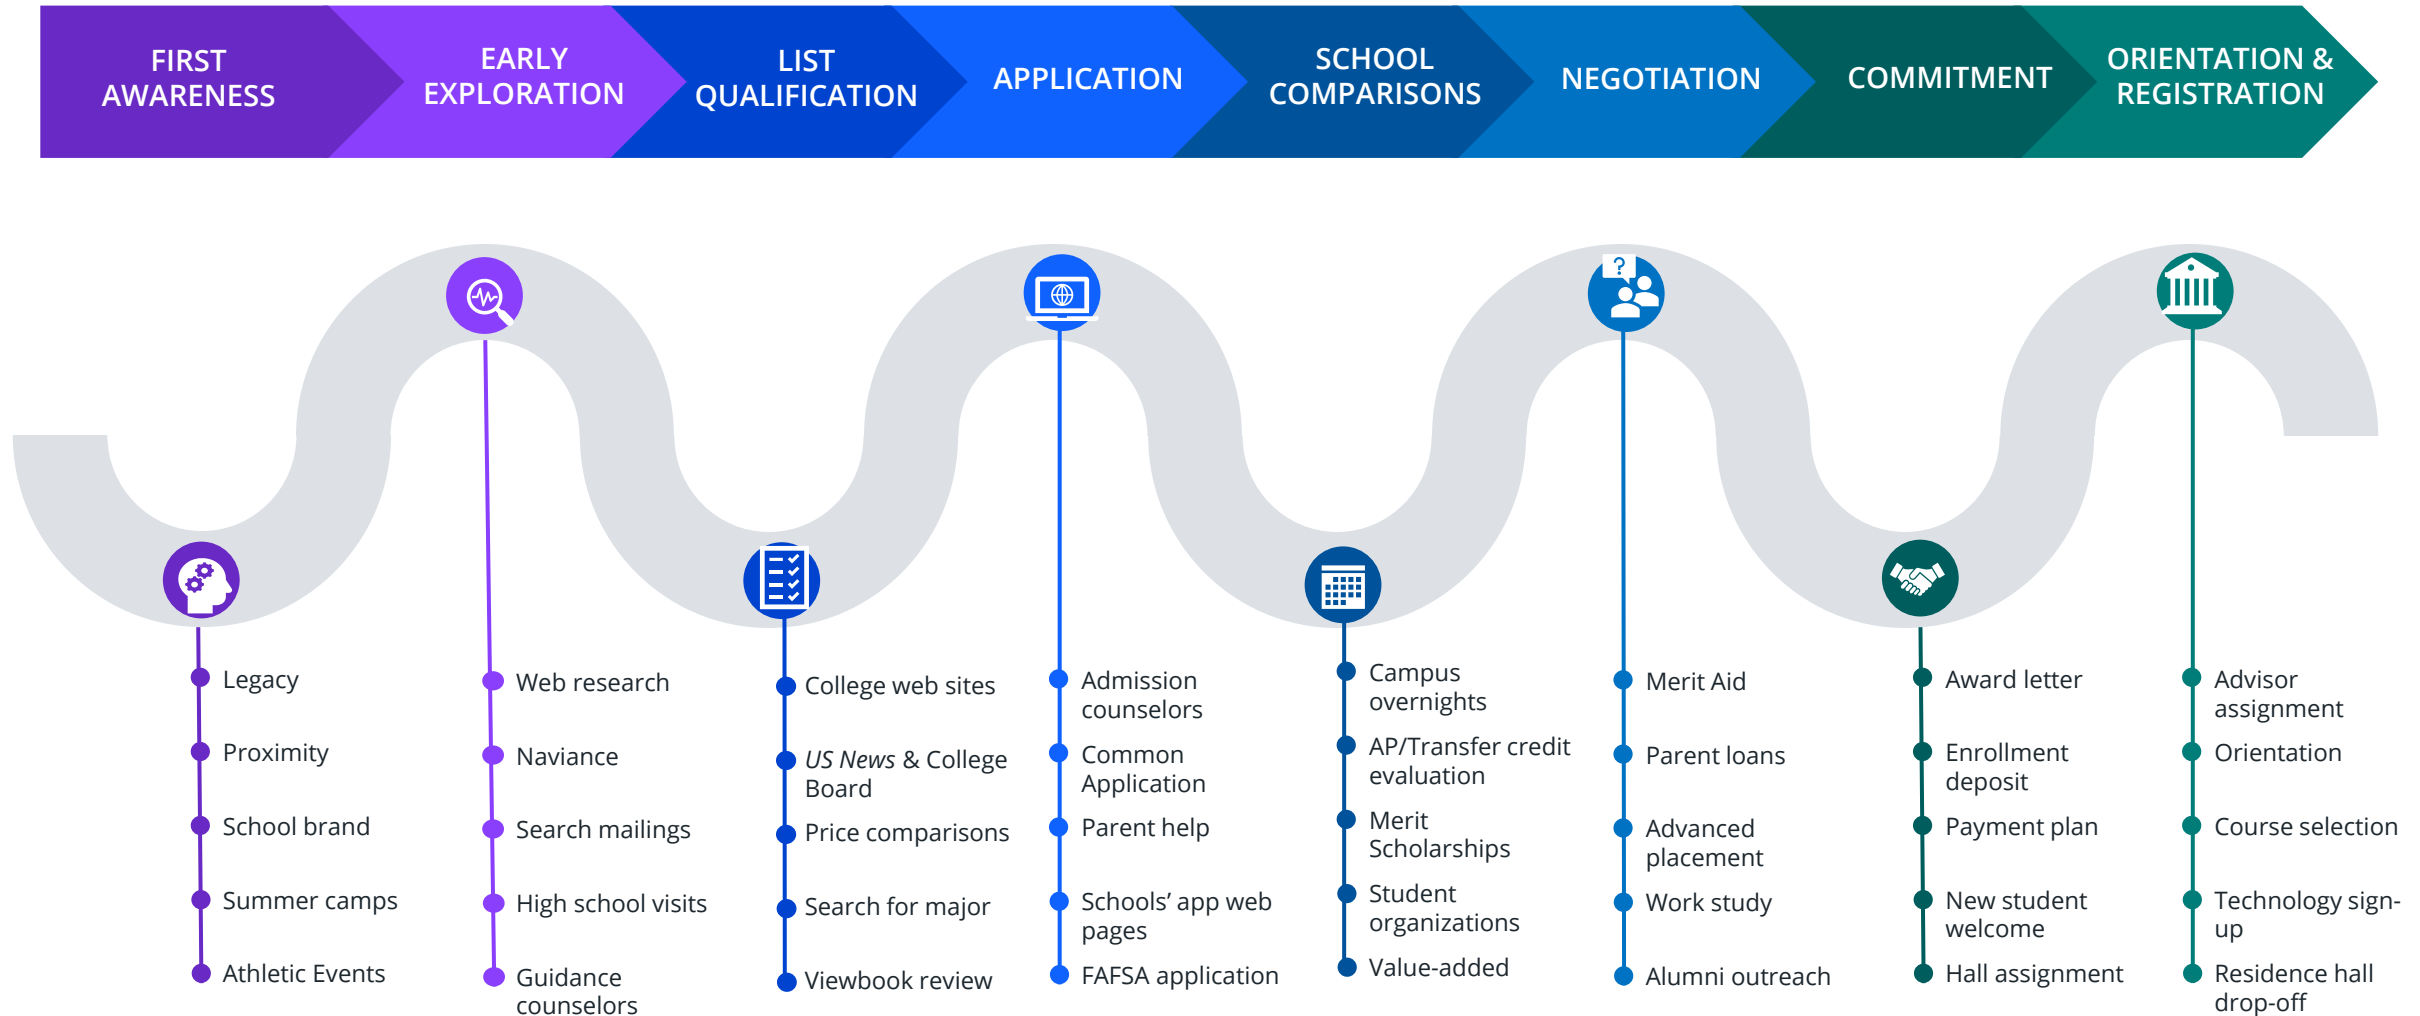 FIRST
AWARENESS
EARLY
EXPLORATION
LIST
QUALIFICATION
APPLICATION
SCHOOL
COMPARISONS
NEGOTIATION
COMMITMENT
ORIENTATION &
REGISTRATION
?
Legacy
Proximity
School brand
Summer camps
Athletic Events
Web research
Naviance
Search mailings
High school visits
Guidance
counselors
College web sites
US News & College
Board
Price comparisons
Search for major
Viewbook review
Admission
counselors
Common
Application
Parent help
Schools’ app web
pages
FAFSA application
Campus
overnights
AP/Transfer credit
evaluation
Merit
Scholarships
Student
organizations
Value-added
Merit Aid
Parent loans
Advanced
placement
Work study
Alumni outreach
Award letter
Enrollment
deposit
Payment plan
New student
welcome
Hall assignment
Advisor
assignment
Orientation
Course selection
Technology sign-
up
Residence hall
drop-off